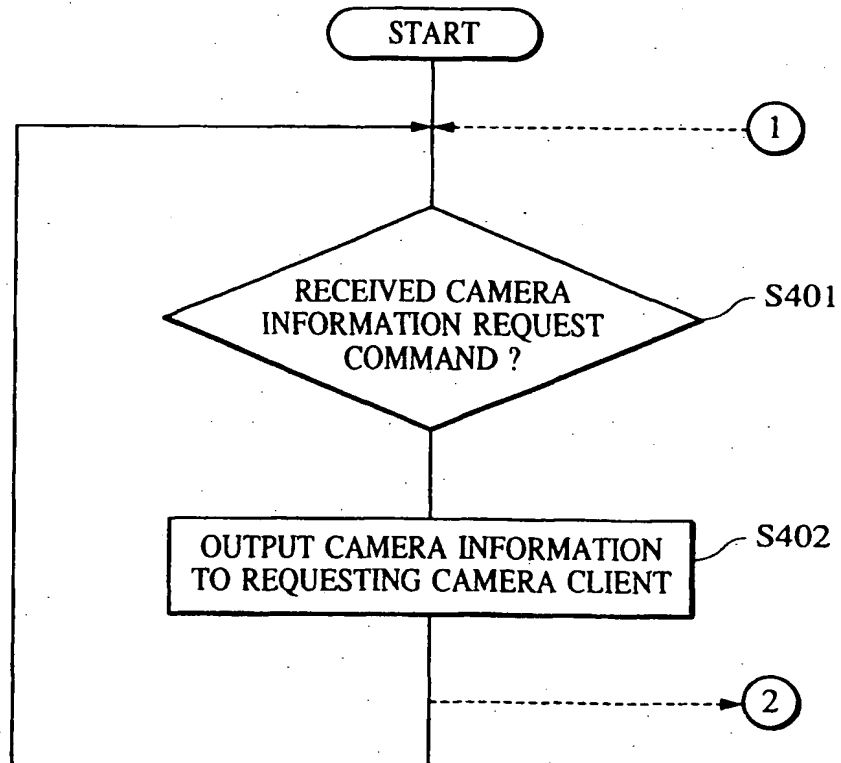 START
1
RECEIVED CAMERA
INFORMATION REQUEST
COMMAND ?
S401
OUTPUT CAMERA INFORMATION
TO REQUESTING CAMERA CLIENT
S402
2